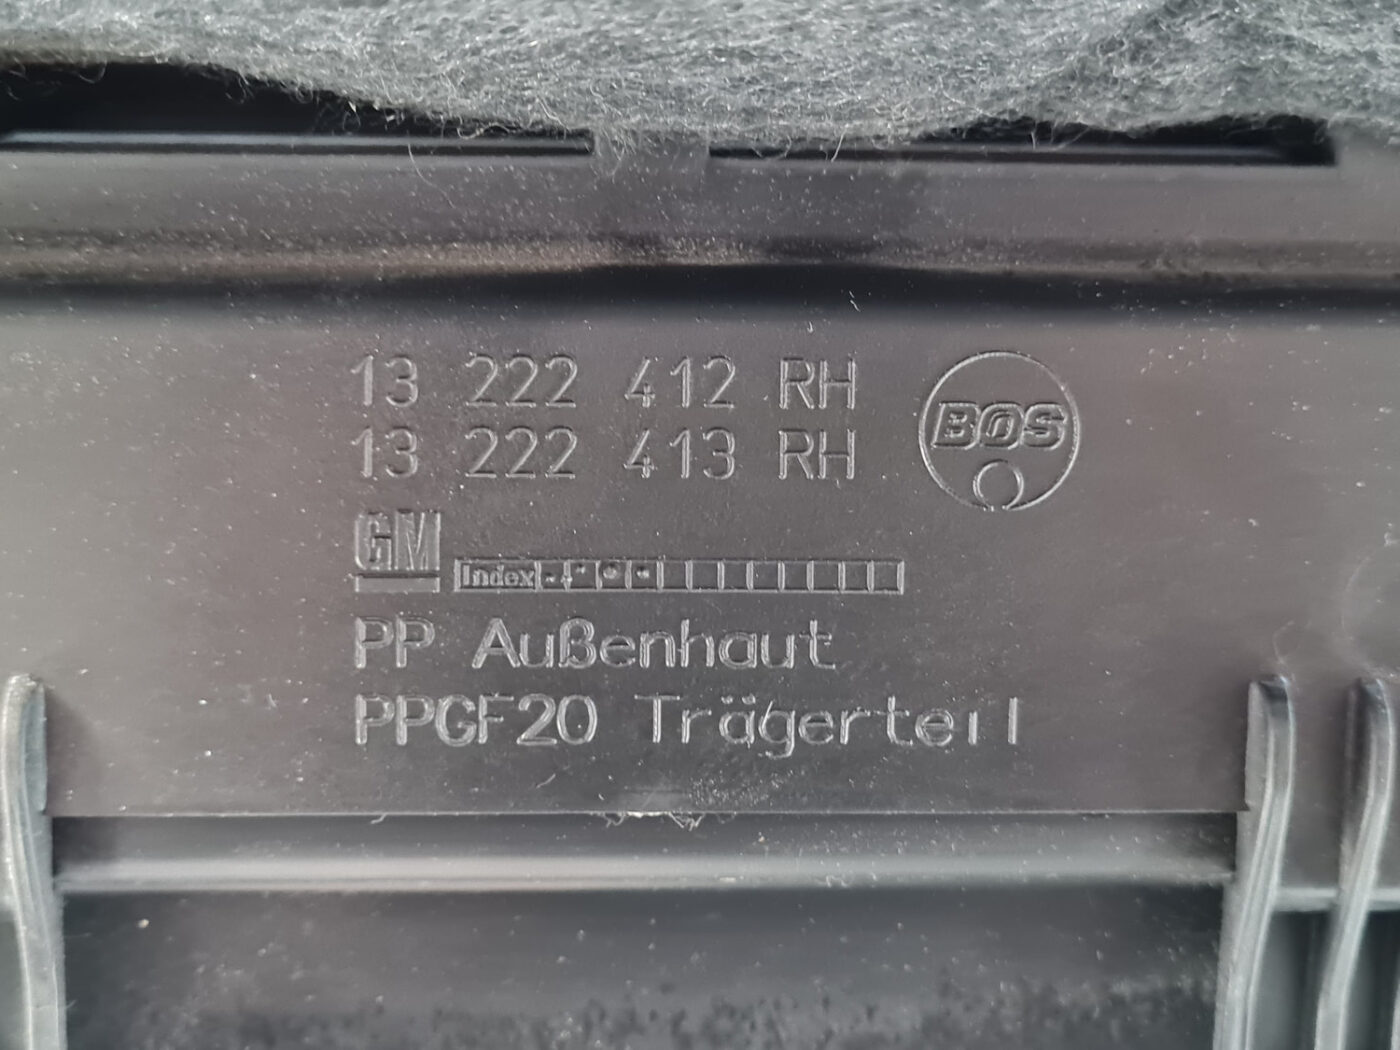 13 222 412 RH
13 222 413 RH
BOS
GM
Index
PP Außenhaut
PPGF20 Trägerteil